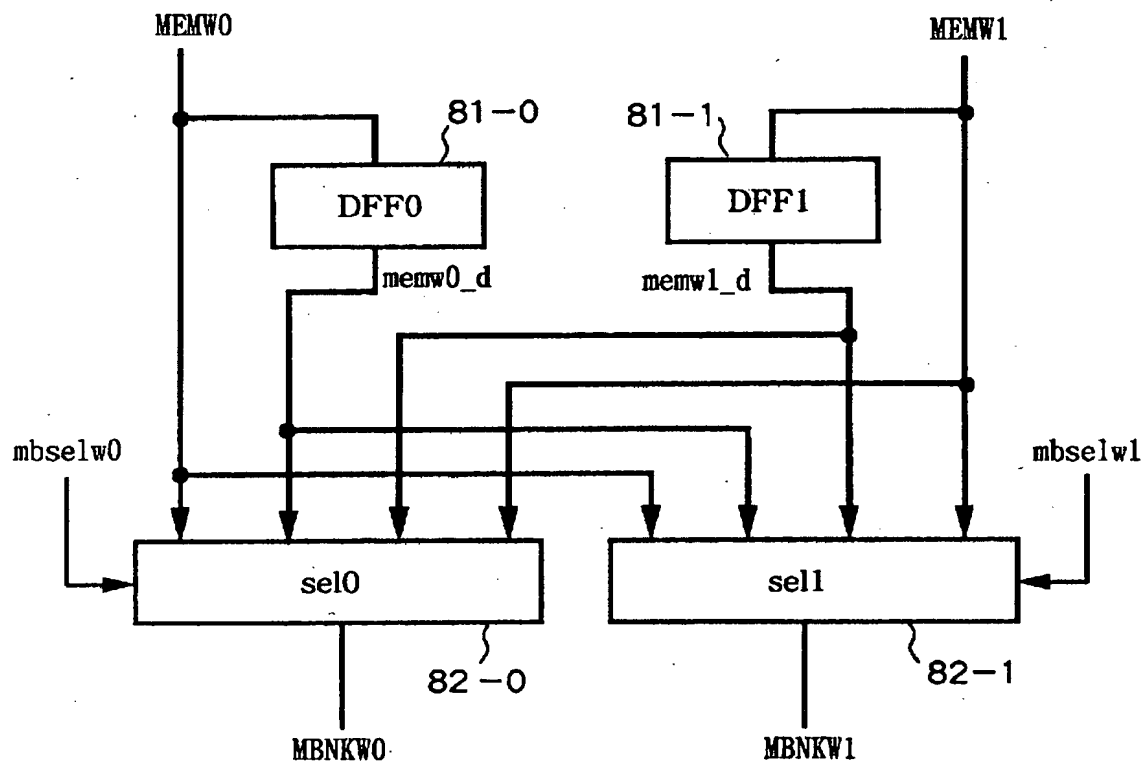 MEMW0
MEMW1
81-0
81-1
DFF0
DFF1
memw0_d
memw1_d
mbselw0
mbselw1
sel0
sel1
82-0
82-1
MBNKW0
MBNKW1